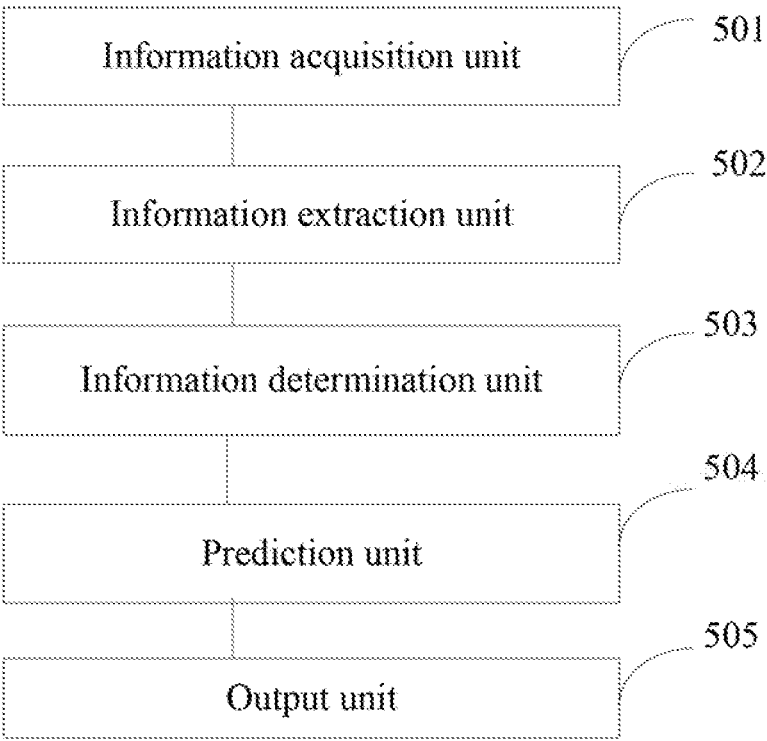 Information acquisition unit
501
Information extraction unit
502
Information determination unit
503
Prediction unit
504
Output unit
505